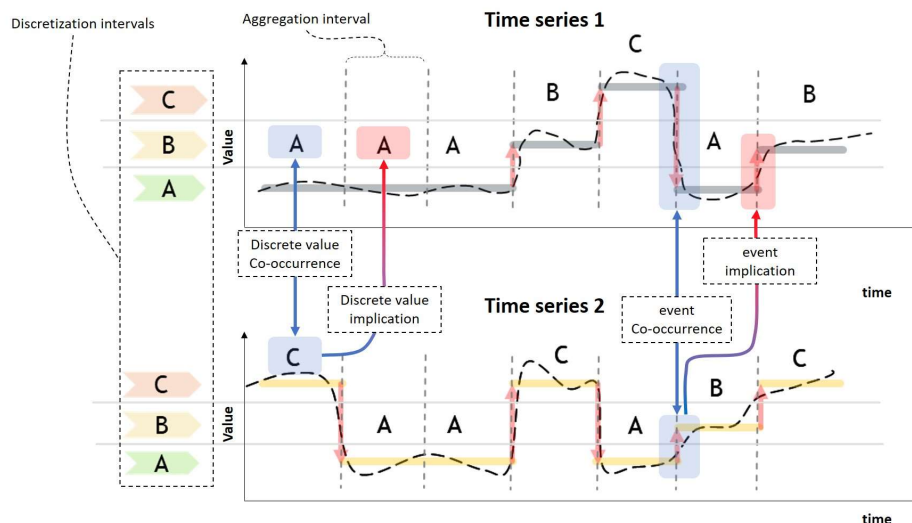 Discretization intervals
Aggregation interval
Time series 1
C
B
B
C
B
A
Value
A
A
A
A
Discrete value
Co-occurrence
event
implication
Discrete value
implication
time
Time series 2
event
Co-occurrence
C
C
C
C
B
A
Value
A
A
A
B
time